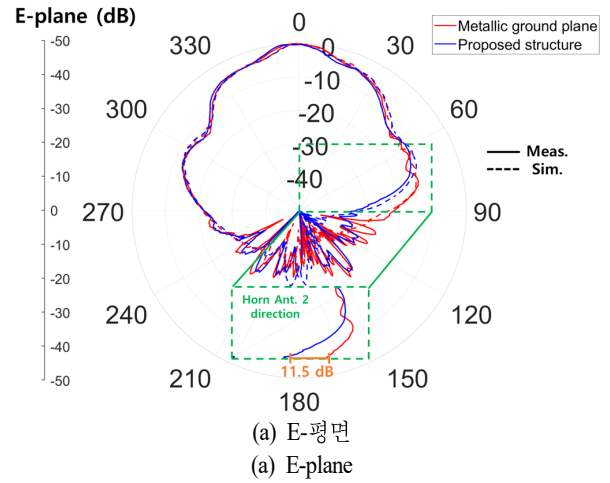 E-plane (dB)
-50
-40
-30
-20
-10
0
-10
-20
-30
-40
-50
0
30
60
90
120
150
180
210
240
270
300
330
0
-10
-20
-30
-40
Metallic ground plane
Proposed structure
Meas.
Sim.
Horn Ant. 2
direction
11.5 dB
(a) E-평면
(a) E-plane